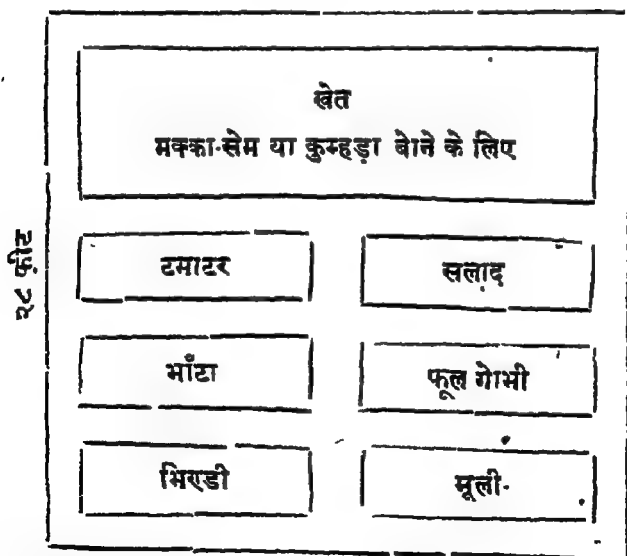 खेत
मक्का-सेम या कुम्हड़ा बोने के लिए
२८ फ़ीट
टमाटर
सलाद
भाँटा
फूल गोभी
भिण्डी
मूली